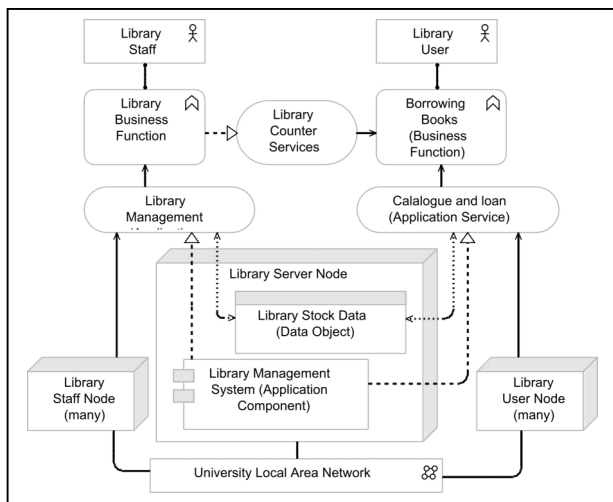 Library
Staff
Library
User
Library
Business
Function
Library
Counter
Services
Borrowing
Books
(Business
Function)
Library
Management
Calalogue and loan
(Application Service)
Library Server Node
Library Stock Data
(Data Object)
Library Management
System (Application
Component)
Library
Staff Node
(many)
Library
User Node
(many)
University Local Area Network